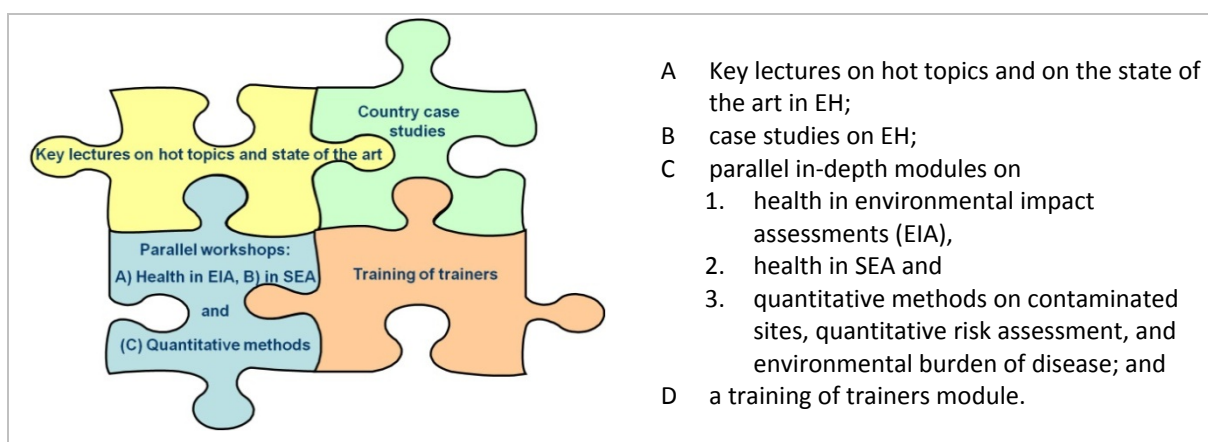 Key lectures on hot topics and state of the art
Country case
studies
Parallel workshops:
A) Health in EIA, B) in SEA
and
(C) Quantitative methods
Training of trainers
A Key lectures on hot topics and on the state of
the art in EH;
B case studies on EH;
C parallel in-depth modules on
1. health in environmental impact
assessments (EIA),
2. health in SEA and
3. quantitative methods on contaminated
sites, quantitative risk assessment, and
environmental burden of disease; and
D a training of trainers module.